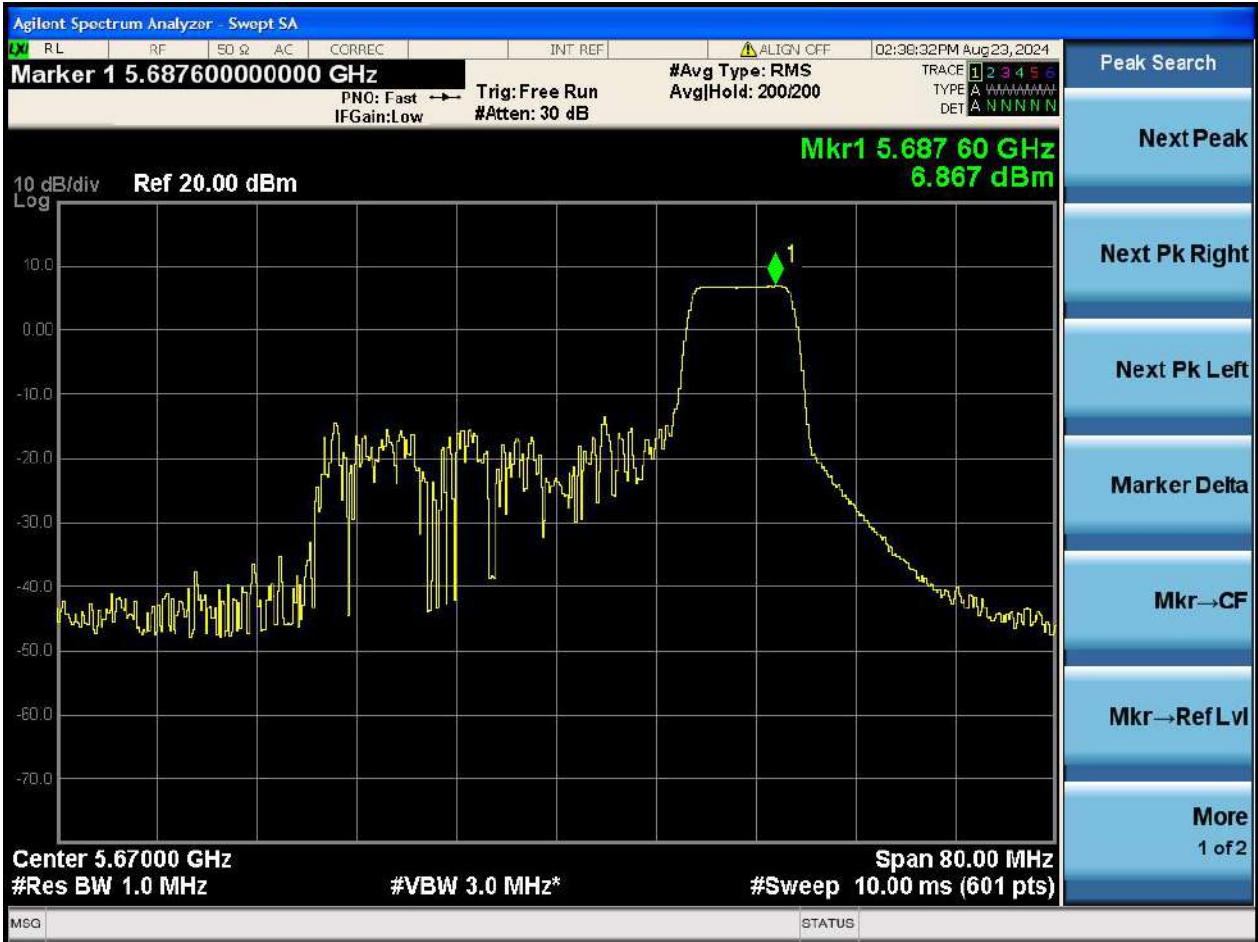 Agilent Spectrum Analyzer - Swept SA
LXI RL RF 50 Ω AC CORREC INT REF ALIGN OFF 02:38:32PM Aug23, 2024
Marker 1 5.687600000000 GHz
PNO: Fast
IFGain:Low
Trig:Free Run
#Atten: 30 dB
#Avg Type: RMS
Avg|Hold: 200/200
TRACE 1 2 3 4 5 6
TYPE A WWWWW
DET A N N N N N
Mkr1 5.687 60 GHz
6.867 dBm
10 dB/div Ref 20.00 dBm
Log
1
10.0
0.00
-10.0
-20.0
-30.0
-40.0
-50.0
-60.0
-70.0
Center 5.67000 GHz Span 80.00 MHz
#Res BW 1.0 MHz #VBW 3.0 MHz* #Sweep 10.00 ms (601 pts)
MSG STATUS
Peak Search
Next Peak
Next Pk Right
Next Pk Left
Marker Delta
Mkr→CF
Mkr→Ref Lvl
More
1 of 2